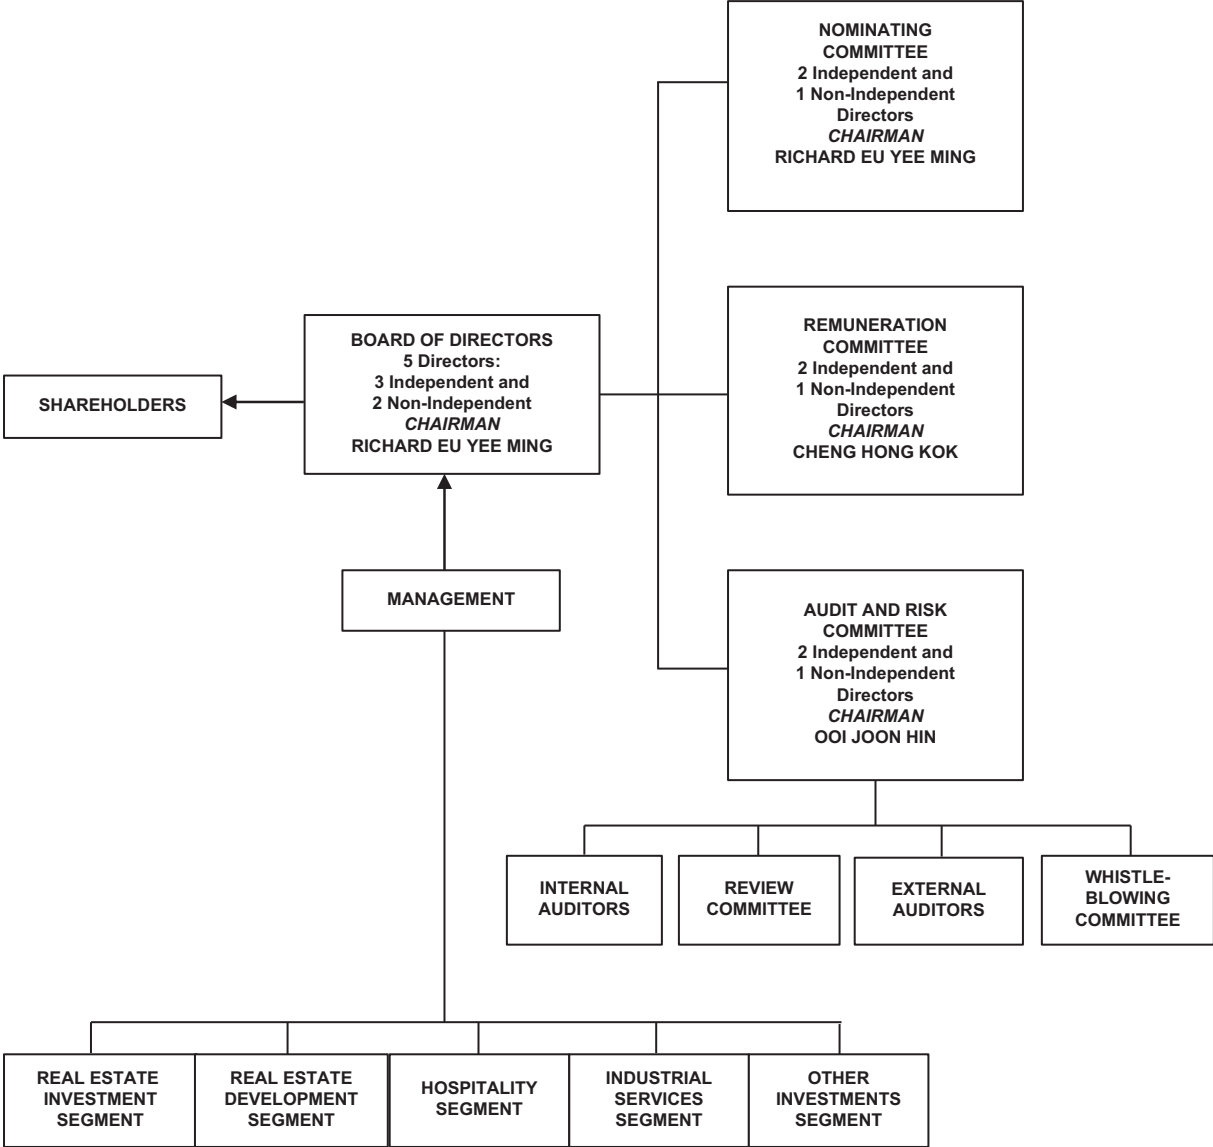 NOMINATING
COMMITTEE
2 Independent and
1 Non-Independent
Directors
CHAIRMAN
RICHARD EU YEE MING
REMUNERATION
COMMITTEE
2 Independent and
1 Non-Independent
Directors
CHAIRMAN
CHENG HONG KOK
BOARD OF DIRECTORS
5 Directors:
3 Independent and
2 Non-Independent
CHAIRMAN
RICHARD EU YEE MING
SHAREHOLDERS
MANAGEMENT
AUDIT AND RISK
COMMITTEE
2 Independent and
1 Non-Independent
Directors
CHAIRMAN
OOI JOON HIN
INTERNAL
AUDITORS
REVIEW
COMMITTEE
EXTERNAL
AUDITORS
WHISTLE-
BLOWING
COMMITTEE
REAL ESTATE
INVESTMENT
SEGMENT
REAL ESTATE
DEVELOPMENT
SEGMENT
HOSPITALITY
SEGMENT
INDUSTRIAL
SERVICES
SEGMENT
OTHER
INVESTMENTS
SEGMENT